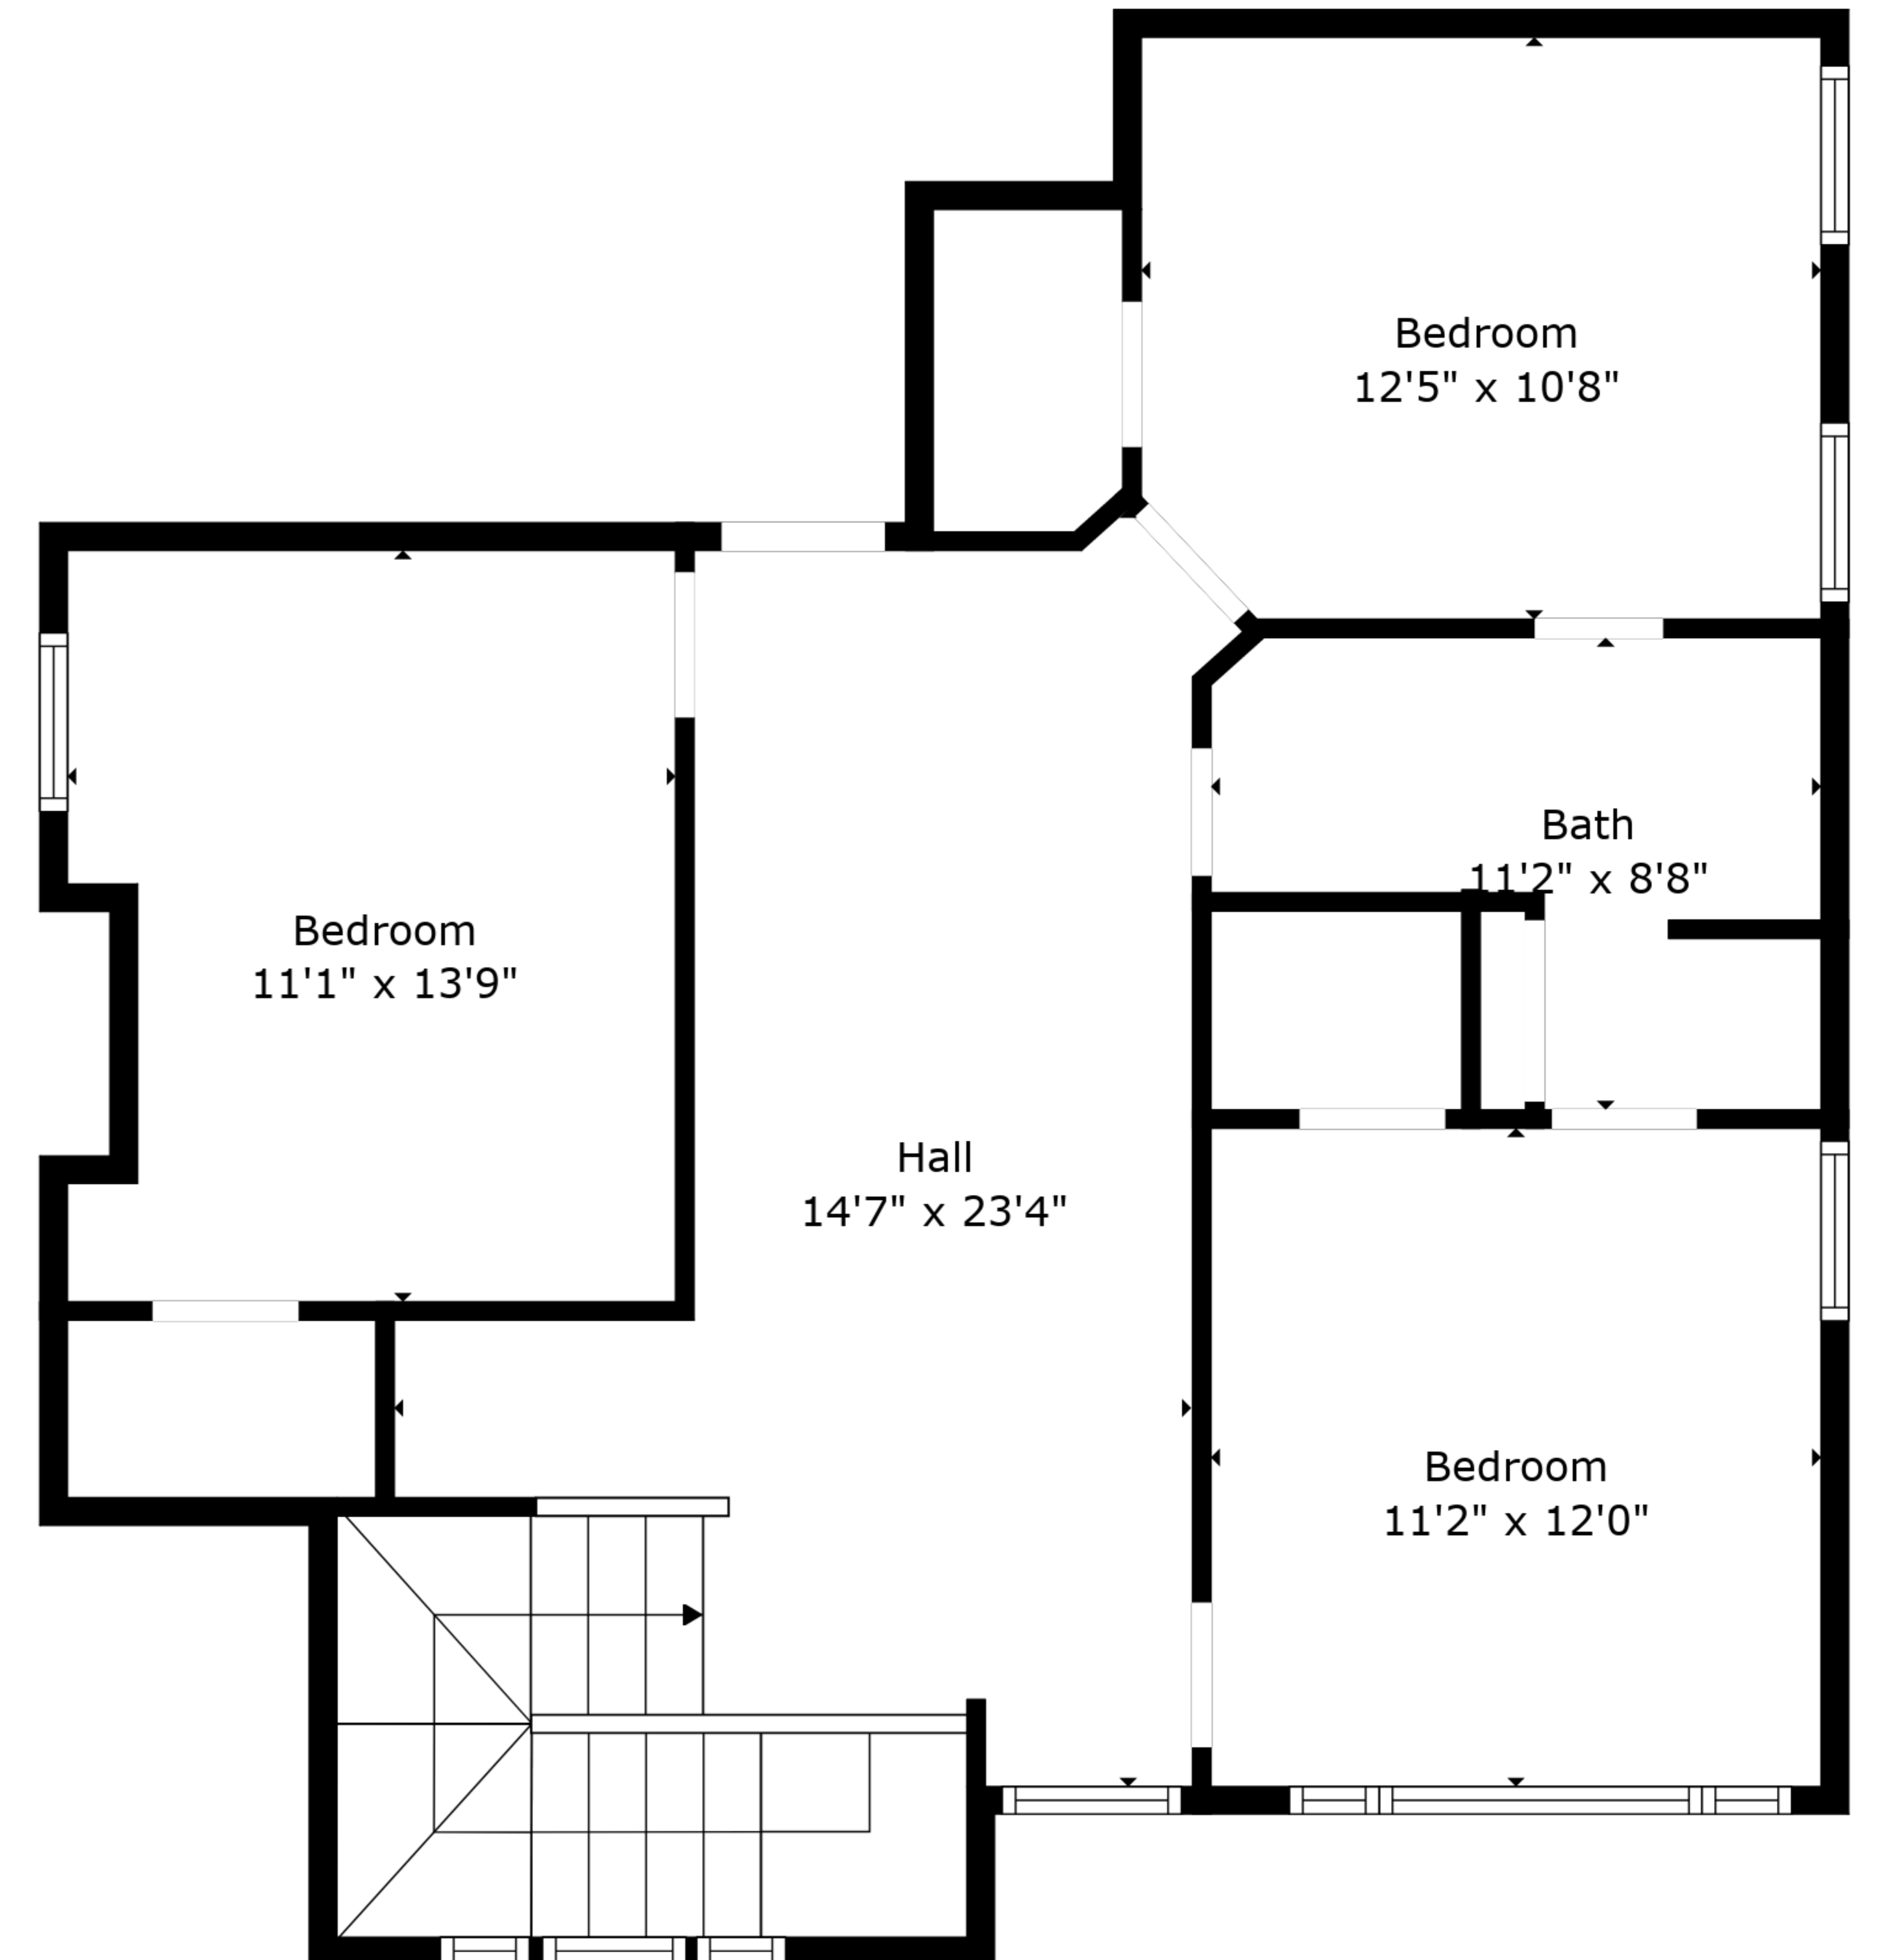 Bedroom
12'5" x 10'8"
Bath
11'2" x 8'8"
Bedroom
11'1" x 13'9"
Hall
14'7" x 23'4"
Bedroom
11'2" x 12'0"